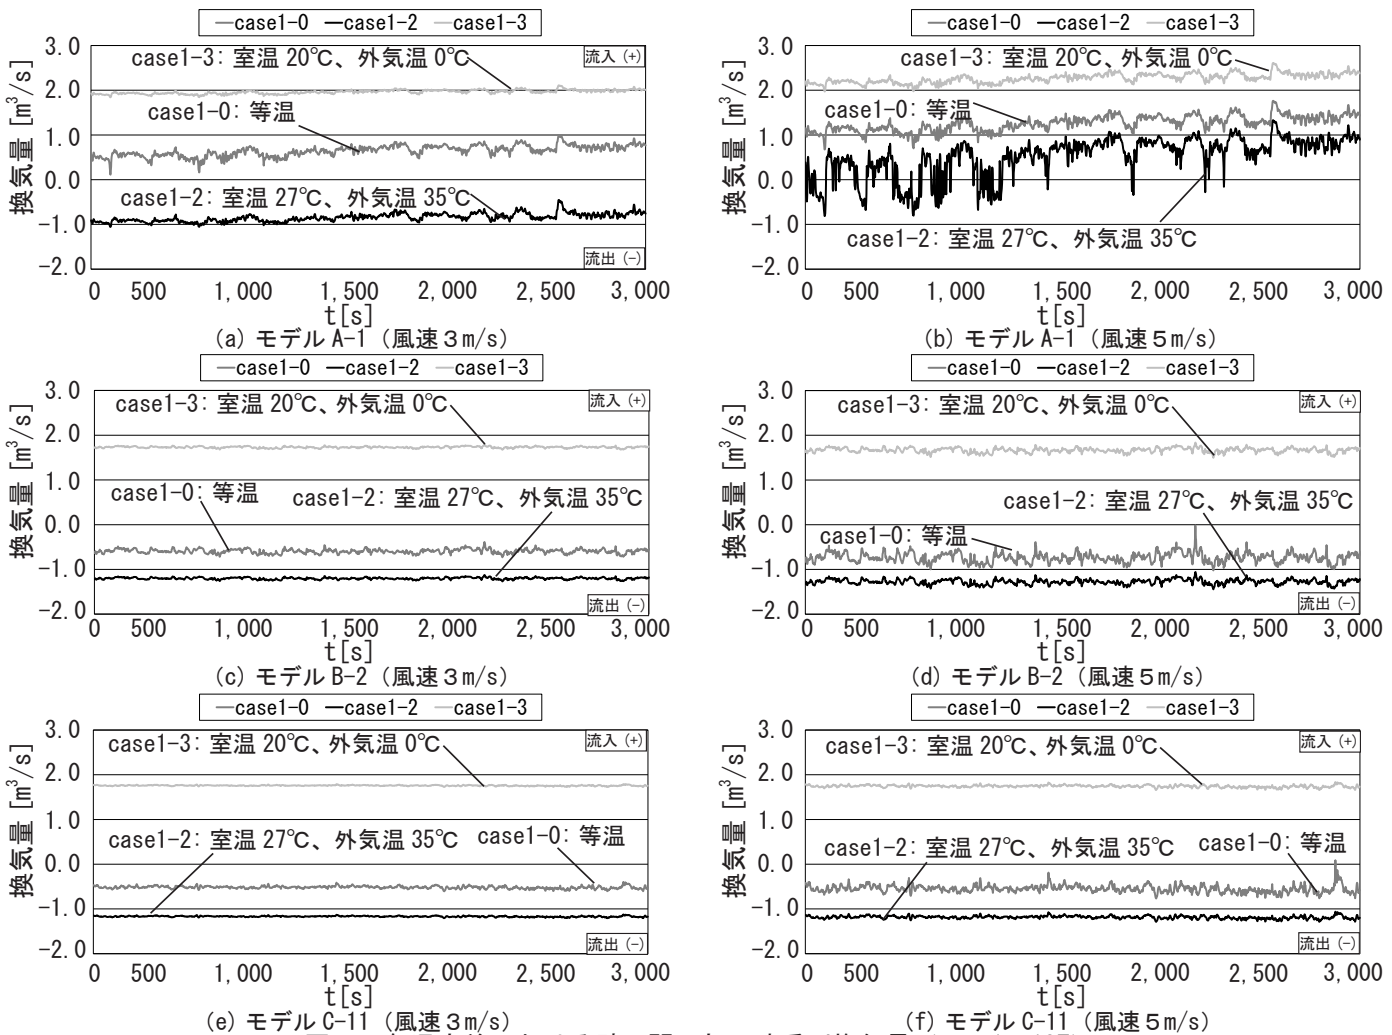 case1-0 case1-2 case1-3
換気量 [m³/s]
3.0
2.0
1.0
0.0
-1.0
-2.0
case1-3: 室温 20℃、外気温 0℃
流入 (+)
case1-0: 等温
case1-2: 室温 27℃、外気温 35℃
流出 (-)
0 500 1,000 1,500 2,000 2,500 3,000
t[s]
(a) モデル A-1 (風速３m/s)
case1-0 case1-2 case1-3
換気量 [m³/s]
3.0
2.0
1.0
0.0
-1.0
-2.0
case1-3: 室温 20℃、外気温 0℃
流入 (+)
case1-0: 等温
case1-2: 室温 27℃、外気温 35℃
流出 (-)
0 500 1,000 1,500 2,000 2,500 3,000
t[s]
(b) モデル A-1 (風速５m/s)
case1-0 case1-2 case1-3
換気量 [m³/s]
3.0
2.0
1.0
0.0
-1.0
-2.0
case1-3: 室温 20℃、外気温 0℃
流入 (+)
case1-0: 等温
case1-2: 室温 27℃、外気温 35℃
流出 (-)
0 500 1,000 1,500 2,000 2,500 3,000
t[s]
(c) モデル B-2 (風速３m/s)
case1-0 case1-2 case1-3
換気量 [m³/s]
3.0
2.0
1.0
0.0
-1.0
-2.0
case1-3: 室温 20℃、外気温 0℃
流入 (+)
case1-2: 室温 27℃、外気温 35℃
case1-0: 等温
流出 (-)
0 500 1,000 1,500 2,000 2,500 3,000
t[s]
(d) モデル B-2 (風速５m/s)
case1-0 case1-2 case1-3
換気量 [m³/s]
3.0
2.0
1.0
0.0
-1.0
-2.0
case1-3: 室温 20℃、外気温 0℃
流入 (+)
case1-2: 室温 27℃、外気温 35℃
case1-0: 等温
流出 (-)
0 500 1,000 1,500 2,000 2,500 3,000
t[s]
(e) モデル C-11 (風速３m/s)
case1-0 case1-2 case1-3
換気量 [m³/s]
3.0
2.0
1.0
0.0
-1.0
-2.0
case1-3: 室温 20℃、外気温 0℃
流入 (+)
case1-2: 室温 27℃、外気温 35℃
case1-0: 等温
流出 (-)
0 500 1,000 1,500 2,000 2,500 3,000
t[s]
(f) モデル C-11 (風速５m/s)